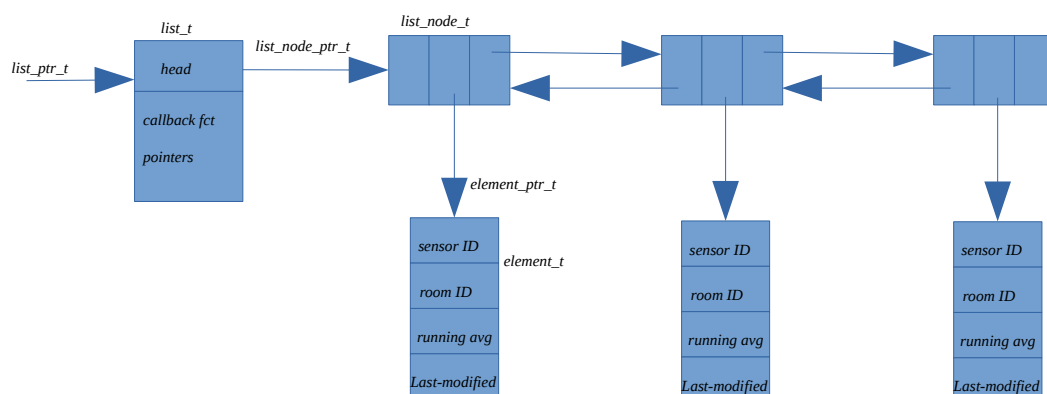 list_t
list_node_t
list_node_ptr_t
list_ptr_t
head
callback fct
pointers
element_ptr_t
element_t
sensor ID
room ID
running avg
Last-modified
sensor ID
room ID
running avg
Last-modified
sensor ID
room ID
running avg
Last-modified